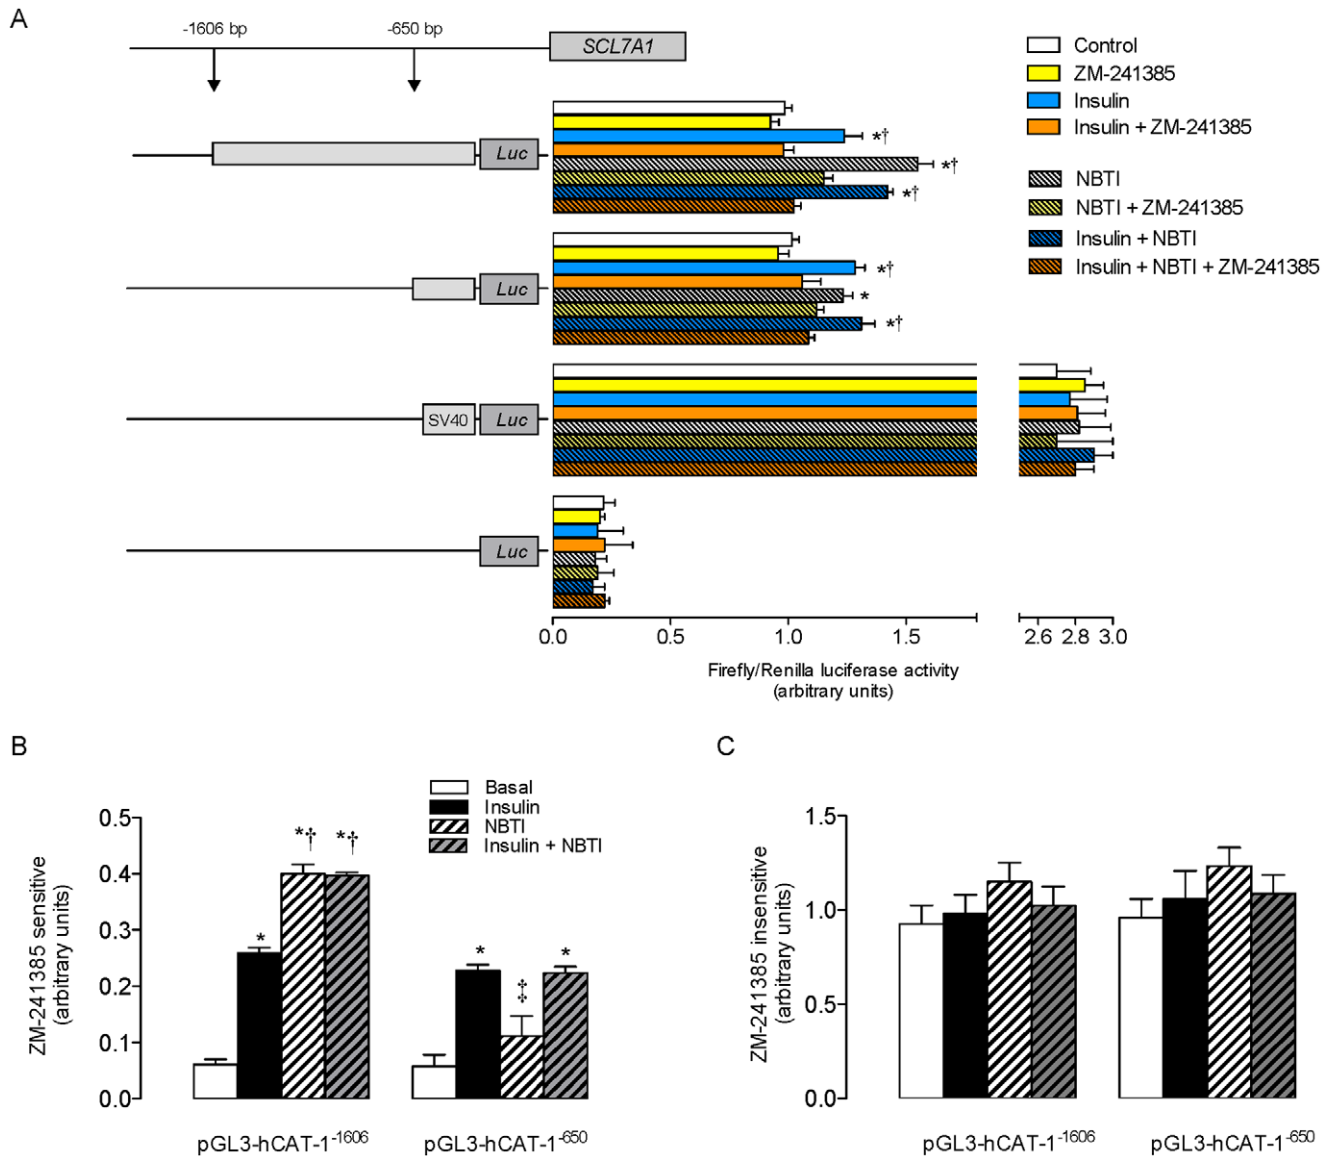 A
-1606 bp
-650 bp
SCL7A1
Control
ZM-241385
Insulin
Insulin + ZM-241385
NBTI
NBTI + ZM-241385
Insulin + NBTI
Insulin + NBTI + ZM-241385
Luc
*†
*†
*†
Luc
*†
*
*†
SV40
Luc
Luc
0.0
0.5
1.0
1.5
2.6
2.8
3.0
Firefly/Renilla luciferase activity
(arbitrary units)
B
Basal
Insulin
NBTI
Insulin + NBTI
ZM-241385 sensitive
(arbitrary units)
0.5
0.4
0.3
0.2
0.1
0.0
*
*†
*†
*
‡
*
pGL3-hCAT-1-1606
pGL3-hCAT-1-650
C
ZM-241385 insensitive
(arbitrary units)
1.5
1.0
0.5
0.0
pGL3-hCAT-1-1606
pGL3-hCAT-1-650